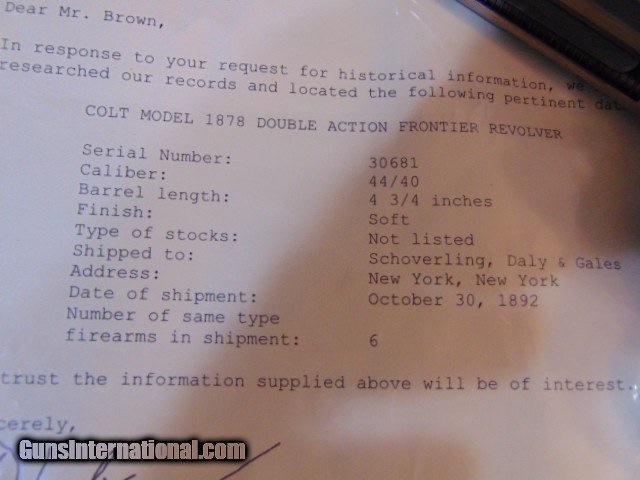 Dear Mr. Brown,
In response to your request for historical information, we
researched our records and located the following pertinent dat
COLT MODEL 1878 DOUBLE ACTION FRONTIER REVOLVER
Serial Number: 30681
Caliber: 44/40
Barrel length: 4 3/4 inches
Finish: Soft
Type of stocks: Not listed
Shipped to: Schoverling, Daly & Gales
Address: New York, New York
Date of shipment: October 30, 1892
Number of same type
firearms in shipment: 6
trust the information supplied above will be of interest.
cerely,
GunsInternational.com